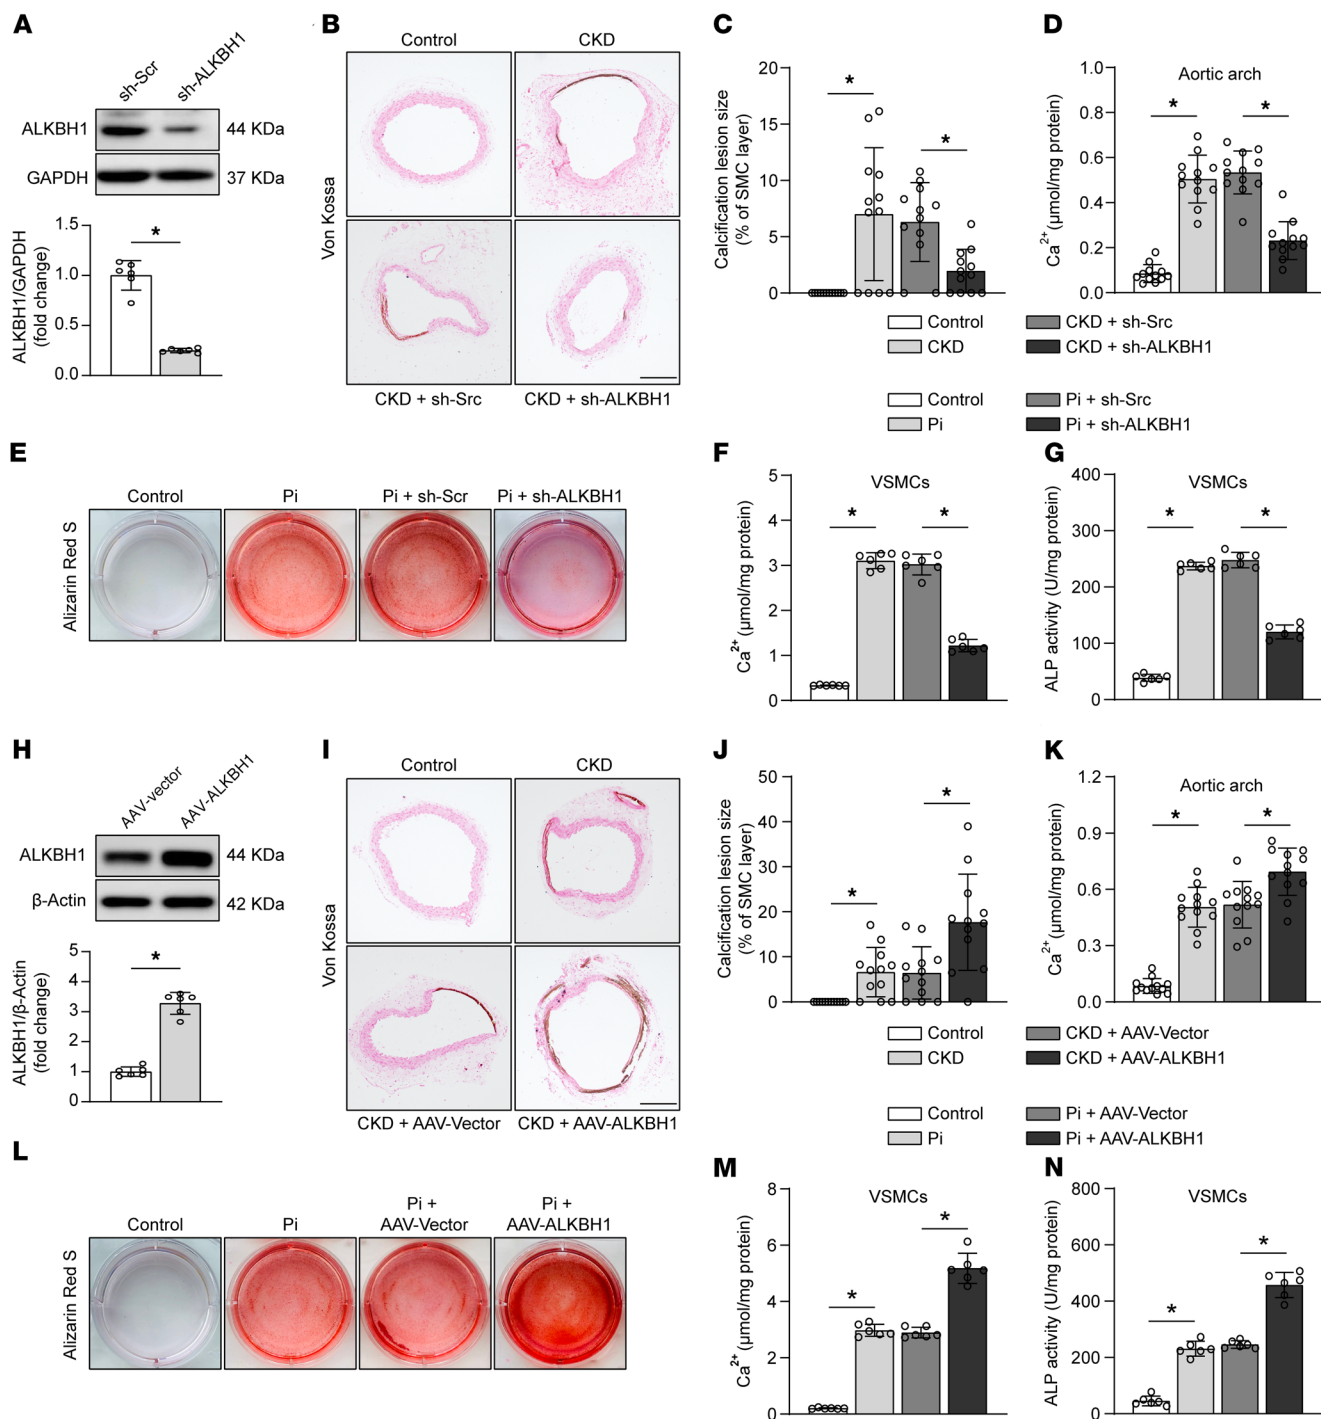 A
sh-Scr
sh-ALKBH1
ALKBH1
44 KDa
GAPDH
37 KDa
ALKBH1/GAPDH
(fold change)
1.5
1.0
0.5
0.0
*
B
Control
CKD
Von Kossa
CKD + sh-Src
CKD + sh-ALKBH1
C
Calcification lesion size
(% of SMC layer)
20
15
10
5
0
*
*
D
Aortic arch
Ca2+ (μmol/mg protein)
1.0
0.8
0.6
0.4
0.2
0.0
*
*
Control
CKD + sh-Src
CKD
CKD + sh-ALKBH1
Control
Pi + sh-Src
Pi
Pi + sh-ALKBH1
E
Control
Pi
Pi + sh-Scr
Pi + sh-ALKBH1
Alizarin Red S
F
VSMCs
Ca2+ (μmol/mg protein)
5
4
3
2
1
0
*
*
G
VSMCs
ALP activity (U/mg protein)
400
300
200
100
0
*
*
H
AAV-vector
AAV-ALKBH1
ALKBH1
44 KDa
β-Actin
42 KDa
ALKBH1/β-Actin
(fold change)
5
4
3
2
1
0
*
I
Control
CKD
Von Kossa
CKD + AAV-Vector
CKD + AAV-ALKBH1
J
Calcification lesion size
(% of SMC layer)
50
40
30
20
10
0
*
*
K
Aortic arch
Ca2+ (μmol/mg protein)
1.2
0.9
0.6
0.3
0.0
*
*
Control
CKD + AAV-Vector
CKD
CKD + AAV-ALKBH1
Control
Pi + AAV-Vector
Pi
Pi + AAV-ALKBH1
L
Control
Pi
Pi +
AAV-Vector
Pi +
AAV-ALKBH1
Alizarin Red S
M
VSMCs
Ca2+ (μmol/mg protein)
8
6
4
2
0
*
*
N
VSMCs
ALP activity (U/mg protein)
800
600
400
200
0
*
*